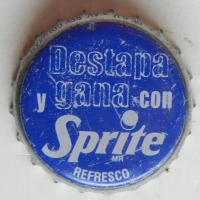 Destapa
y gana con
Sprite
MR
REFRESCO